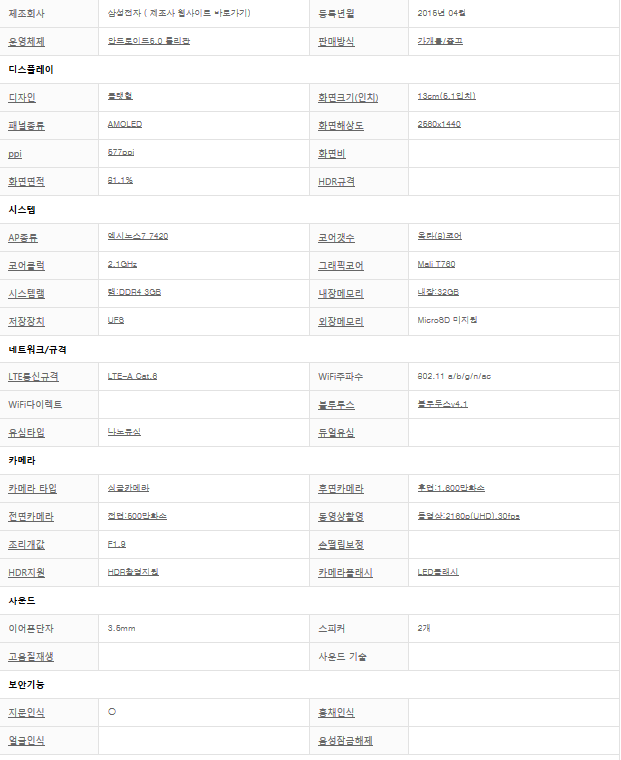 제조회사 삼성전자 ( 제조사 웹사이트 바로가기) 등록년월 2015년 04월
운영체제 안드로이드5.0 롤리팝 판매방식 가개통/중고
디스플레이
디자인 플랫형 화면크기(인치) 13cm(5.1인치)
패널종류 AMOLED 화면해상도 2560x1440
ppi 577ppi 화면비
화면면적 HDR규격
시스템
AP종류 엑시노스7 7420 코어갯수 옥타(8)코어
코어클럭 2.1GHz 그래픽코어 Mali T760
시스템램 램:DDR4 3GB 내장메모리 내장:32GB
저장장치 UFS 외장메모리 MicroSD 미지원
네트워크/규격
LTE통신규격 LTE-A Cat.6 WiFi주파수 802.11 a/b/g/n/ac
WiFi다이렉트 블루투스 블루투스v4.1
유심타입 나노유심 듀얼유심
카메라
카메라 타입 싱글카메라 후면카메라 후면:1,600만화소
전면카메라 전면:500만화소 동영상촬영 동영상:2160p(UHD),30fps
조리개값 F1.9 손떨림보정
HDR지원 HDR촬영지원 카메라플래시 LED플래시
사운드
이어폰단자 3.5mm 스피커 2개
고음질재생 사운드 기술
보안기능
지문인식 ○ 홍채인식
얼굴인식 음성잠금해제